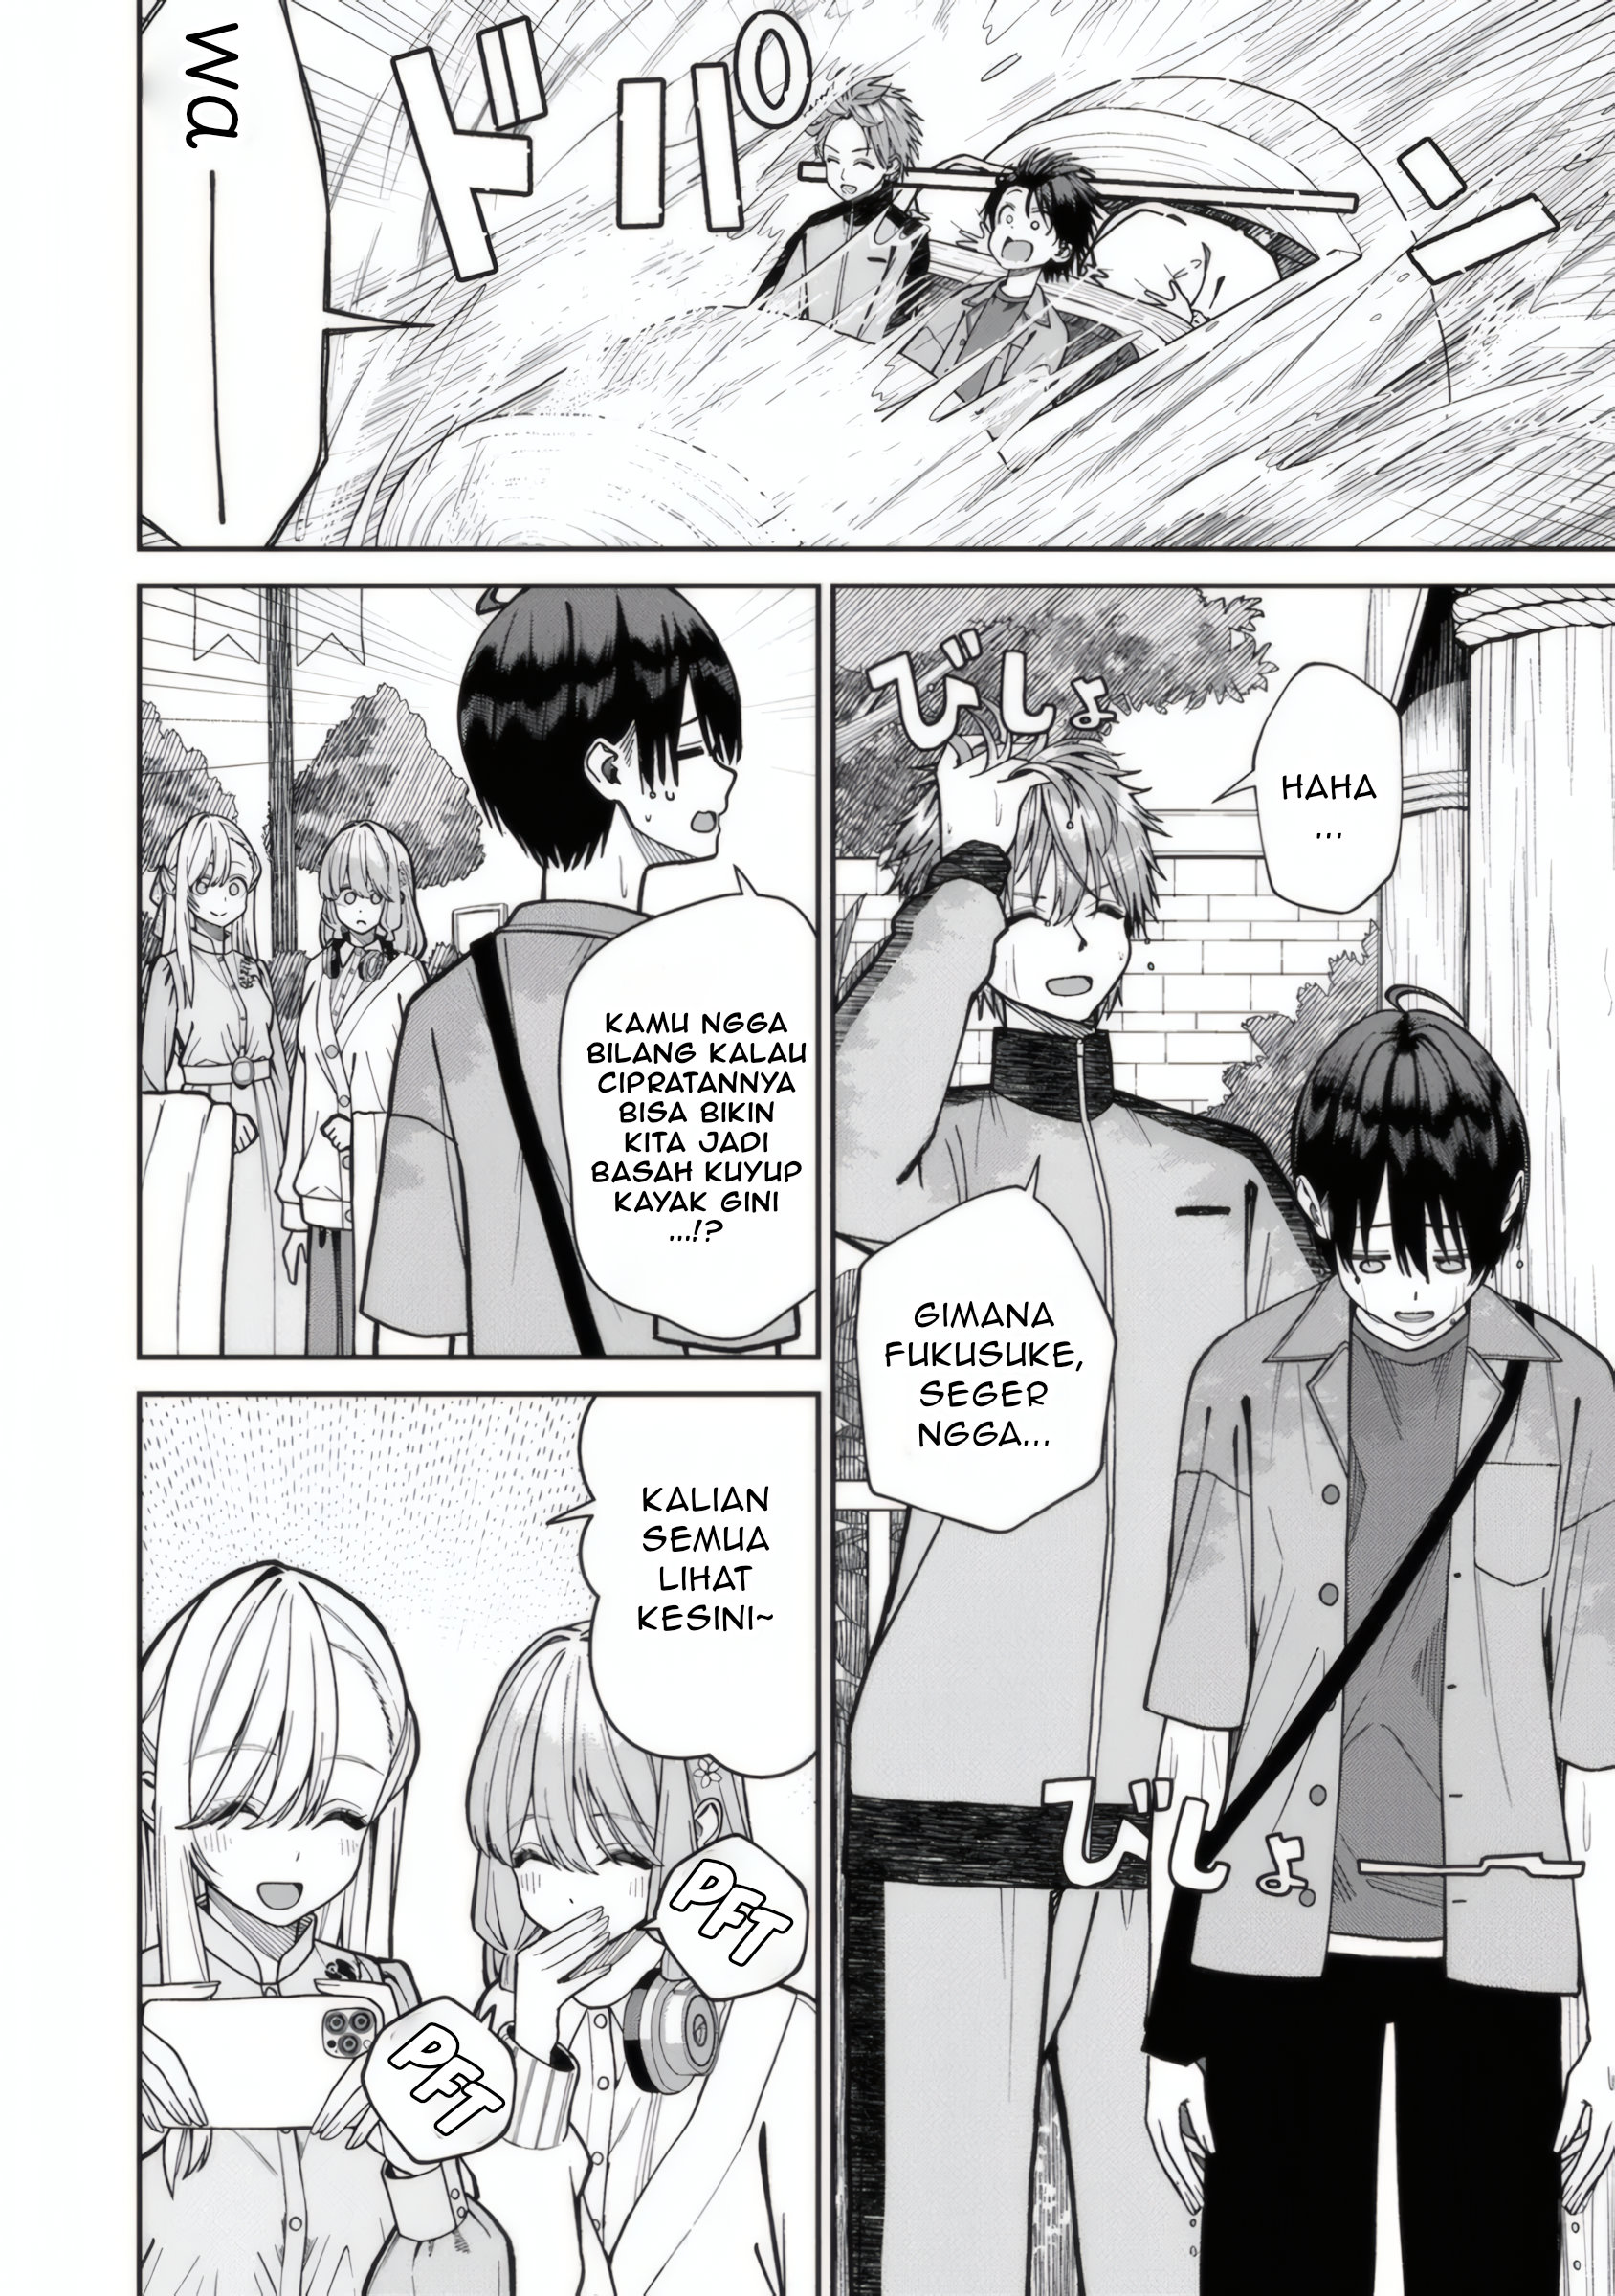 ドパーン
wa
びしょ
HAHA
...
GIMANA
FUKUSUKE,
SEGER
NGGA...
びしょ
KAMU NGGA
BILANG KALAU
CIPRATANNYA
BISA BIKIN
KITA JADI
BASAH KUYUP
KAYAK GINI
...!?
KALIAN
SEMUA
LIHAT
KESINI~
PFT
PFT